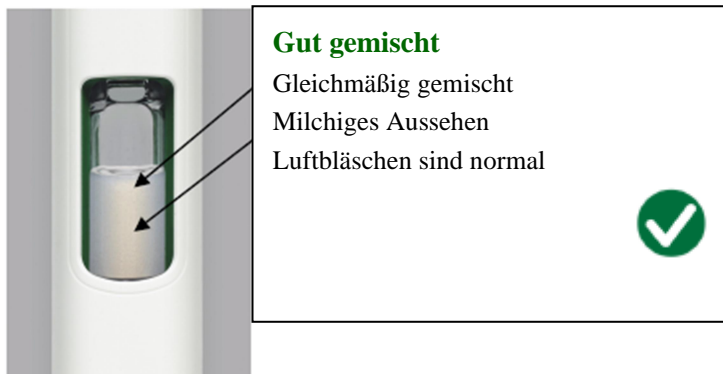 Gut gemischt
Gleichmäßig gemischt
Milchiges Aussehen
Luftbläschen sind normal